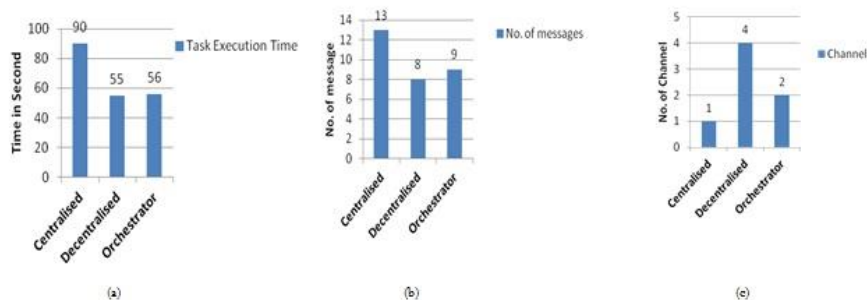 100
80
60
40
20
0
Time in Second
90
55
56
Centralised
Decentralised
Orchestrator
Task Execution Time
(a)
14
12
10
8
6
4
2
0
No. of message
13
8
9
Centralised
Decentralised
Orchestrator
No. of messages
(b)
5
4
3
2
1
0
No. of Channel
1
4
2
Centralised
Decentralised
Orchestrator
Channel
(c)